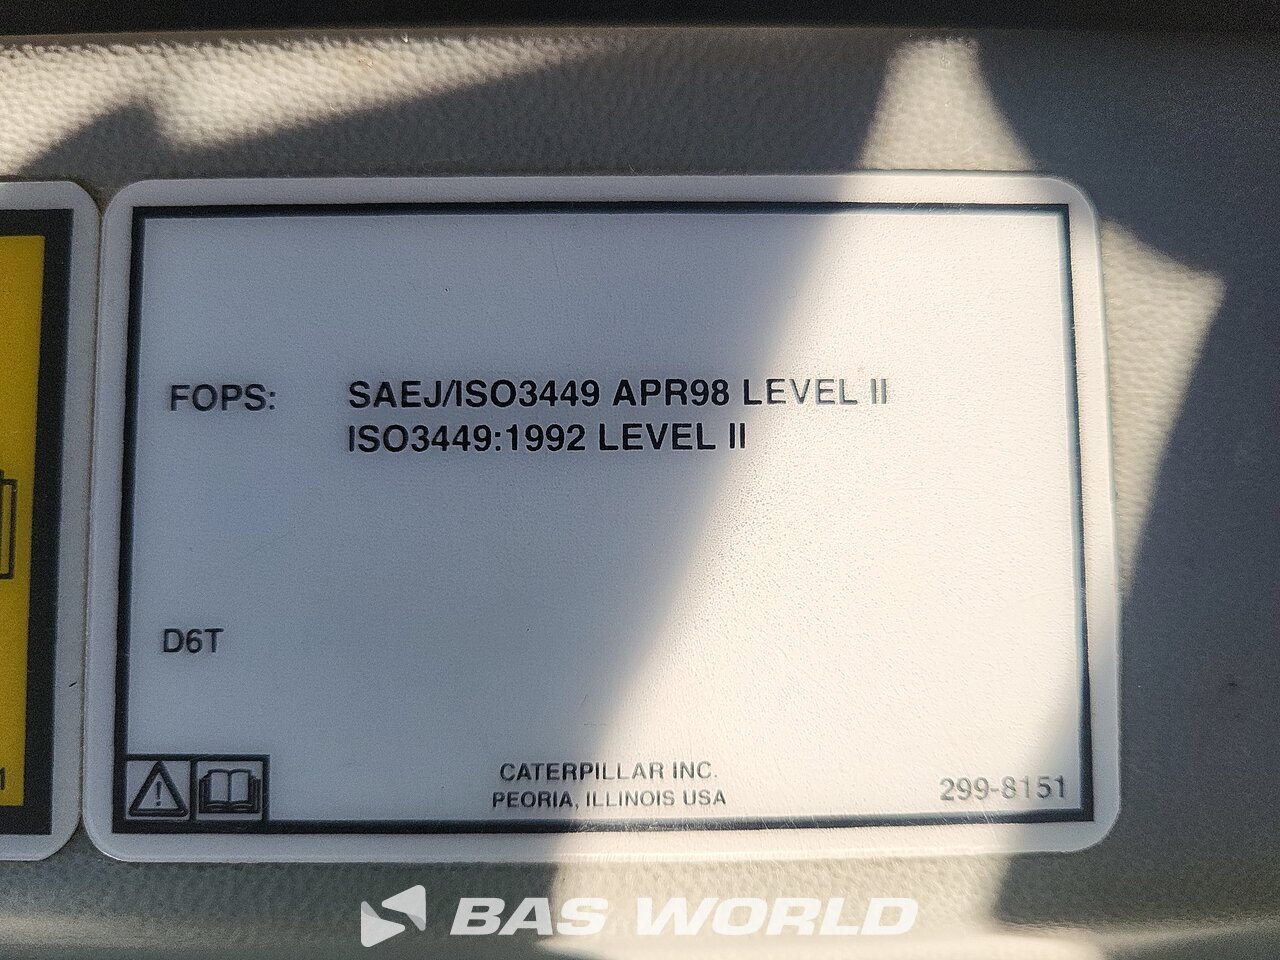 FOPS: SAEJ/ISO3449 APR98 LEVEL II
ISO3449:1992 LEVEL II
D6T
CATERPILLAR INC.
PEORIA, ILLINOIS USA
299-8151
1
BAS WORLD